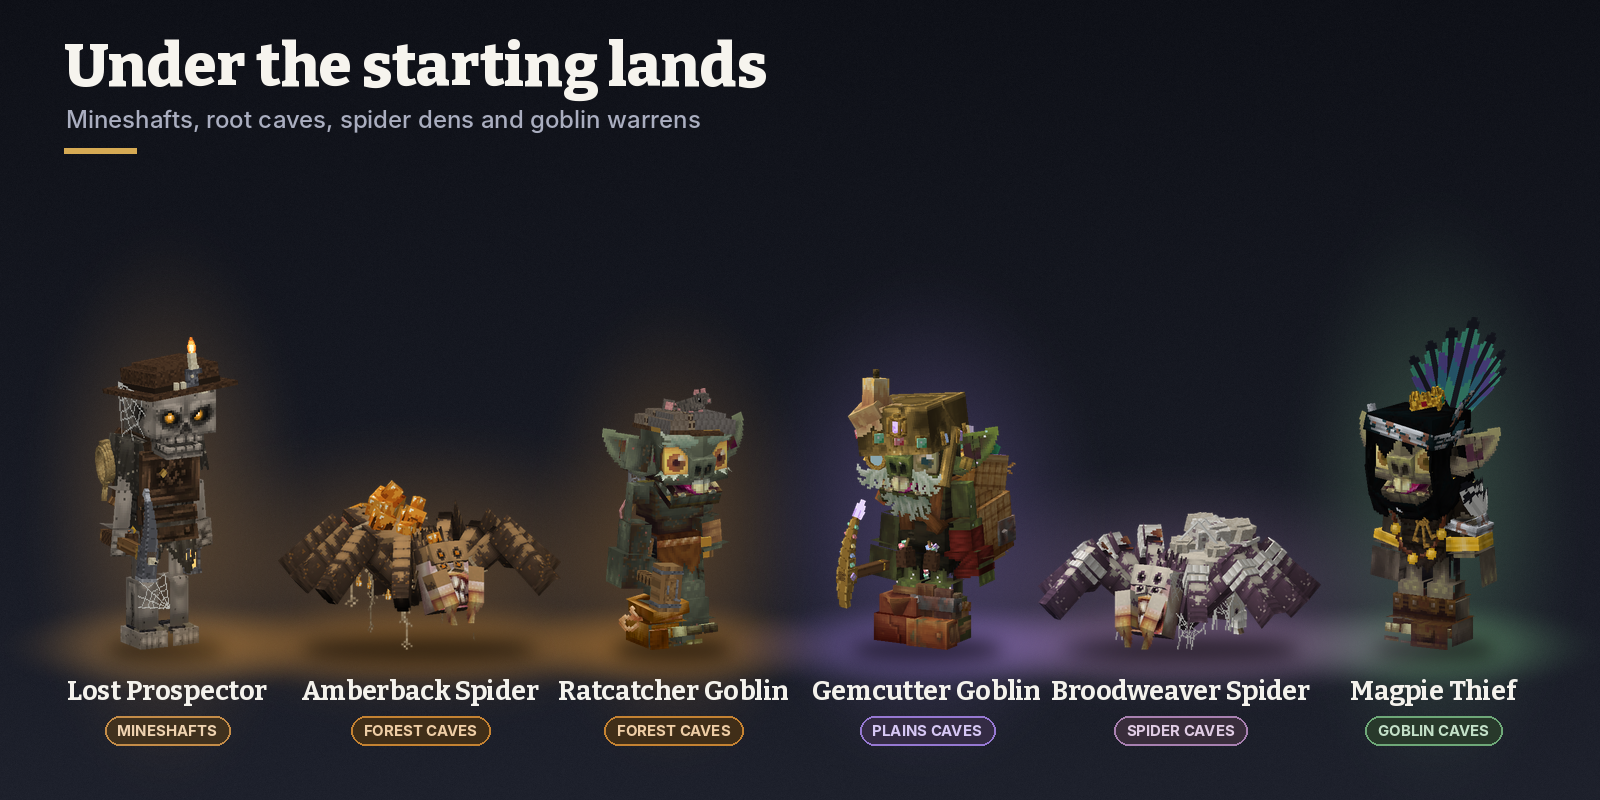 Under the starting lands
Mineshafts, root caves, spider dens and goblin warrens
Lost Prospector
MINESHAFTS
Amberback Spider
FOREST CAVES
Ratcatcher Goblin
FOREST CAVES
Gemcutter Goblin
PLAINS CAVES
Broodweaver Spider
SPIDER CAVES
Magpie Thief
GOBLIN CAVES